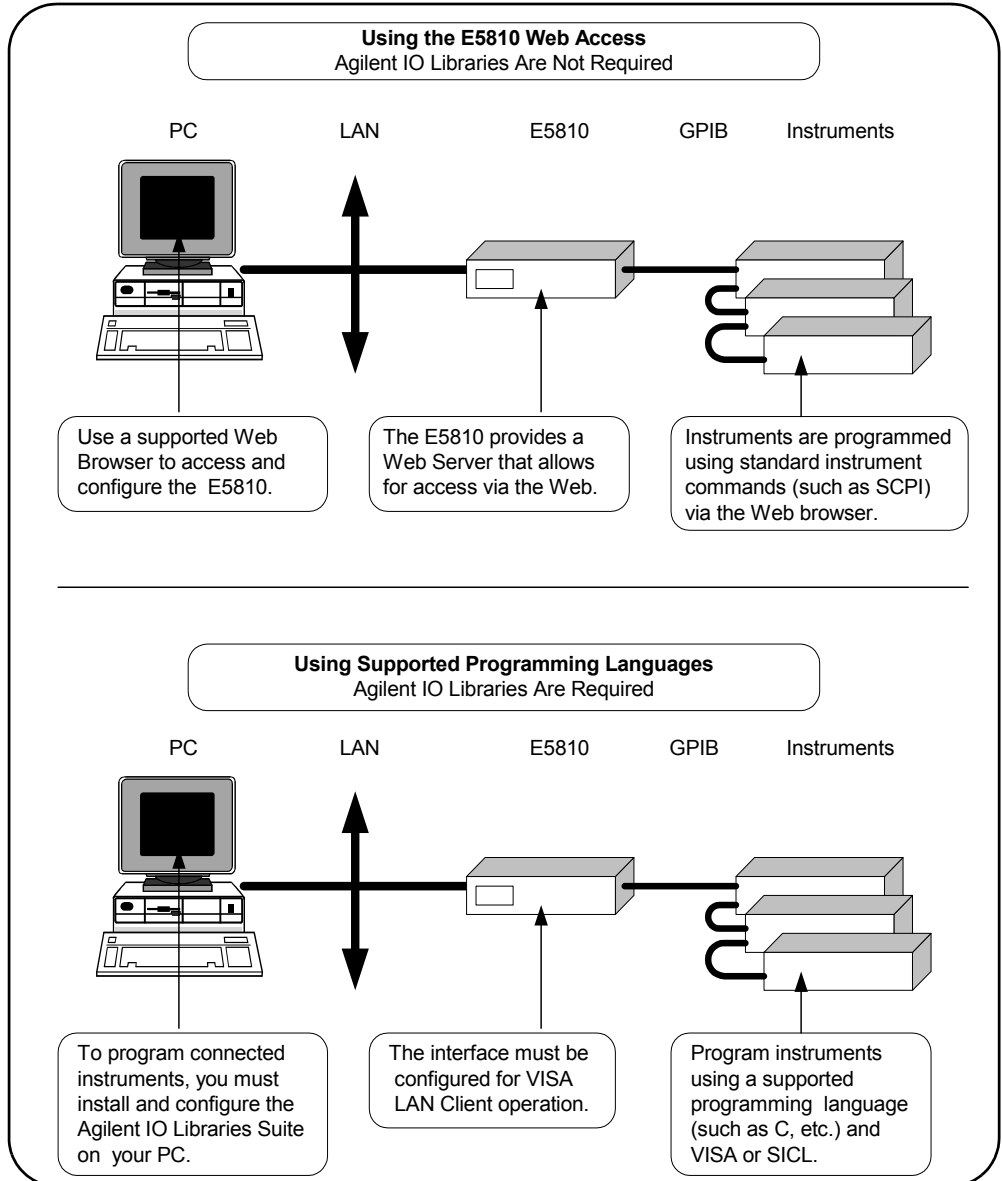 Using the E5810 Web Access
Agilent IO Libraries Are Not Required
PC LAN E5810 GPIB Instruments
Use a supported Web
Browser to access and
configure the E5810.
The E5810 provides a
Web Server that allows
for access via the Web.
Instruments are programmed
using standard instrument
commands (such as SCPI)
via the Web browser.
Using Supported Programming Languages
Agilent IO Libraries Are Required
PC LAN E5810 GPIB Instruments
To program connected
instruments, you must
install and configure the
Agilent IO Libraries Suite
on your PC.
The interface must be
configured for VISA
LAN Client operation.
Program instruments
using a supported
programming language
(such as C, etc.) and
VISA or SICL.